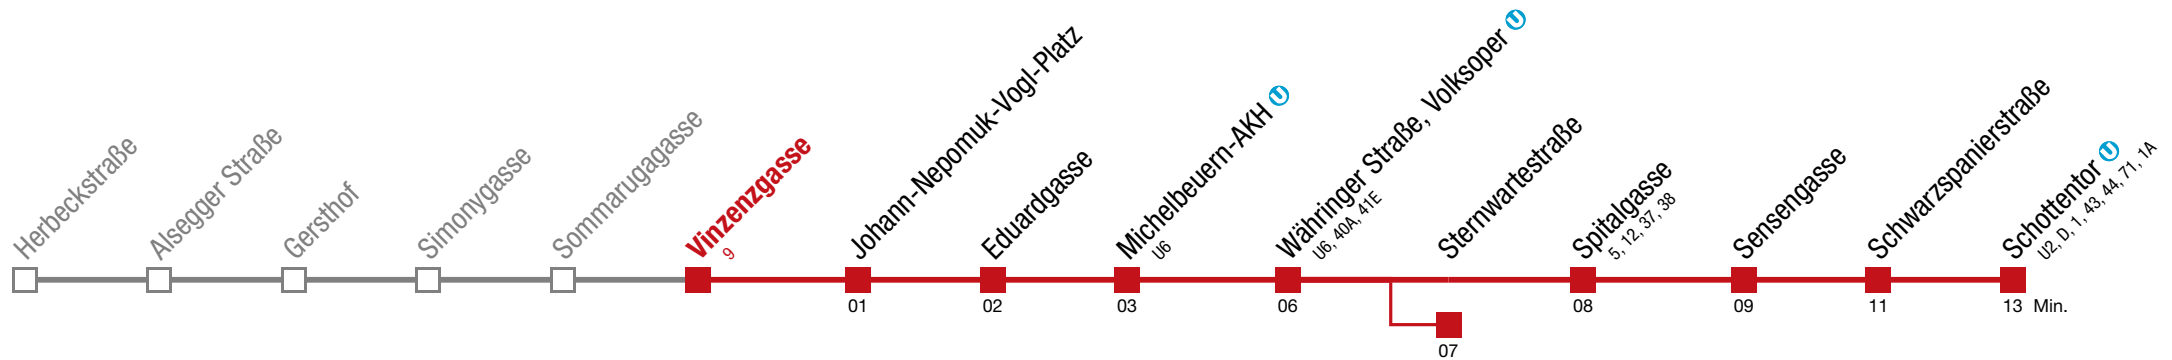 Herbeckstraße
Alsegger Straße
Gersthof
Simonygasse
Sommarugagasse
Vinzenzgasse
9
Johann-Nepomuk-Vogl-Platz
01
Eduardgasse
02
Michelbeuern-AKH U
U6
03
Währinger Straße, Volksoper U
U6, 40A, 41E
06
Sternwartestraße
07
Spitalgasse
5, 12, 37, 38
08
Sensengasse
09
Schwarzspanierstraße
11
Schottentor U
U2, D, 1, 43, 44, 71, 1A
13 Min.